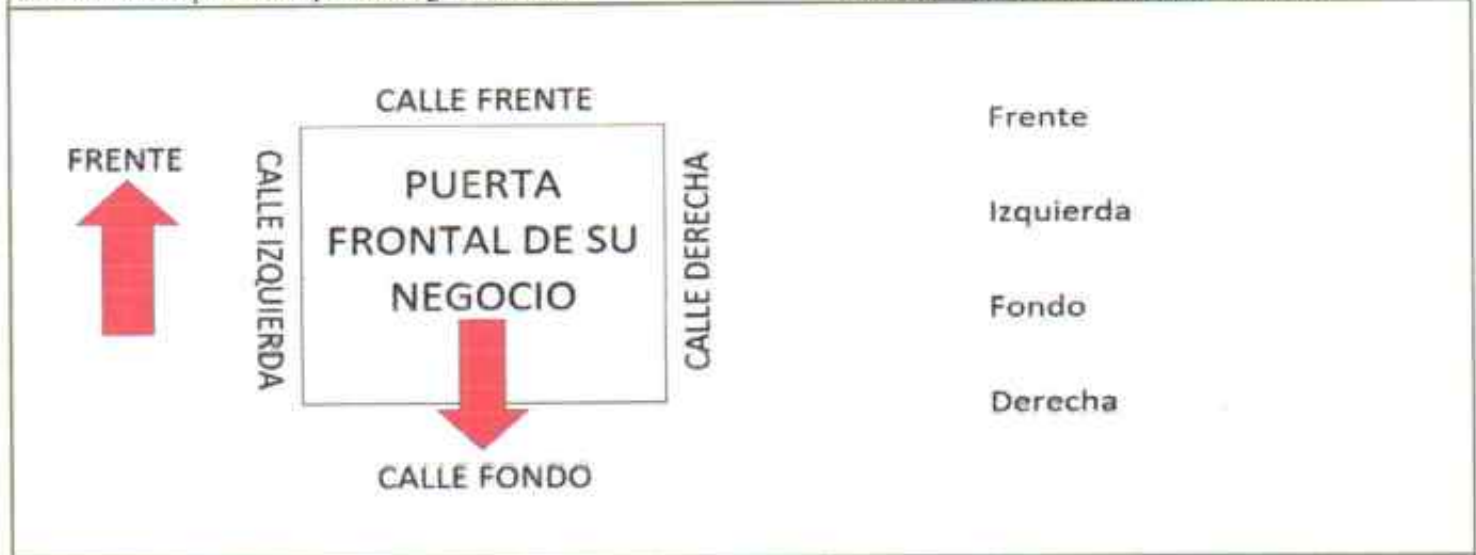 CALLE FRENTE
FRENTE
CALLE IZQUIERDA
PUERTA
FRONTAL DE SU
NEGOCIO
CALLE DERECHA
CALLE FONDO
Frente
Izquierda
Fondo
Derecha